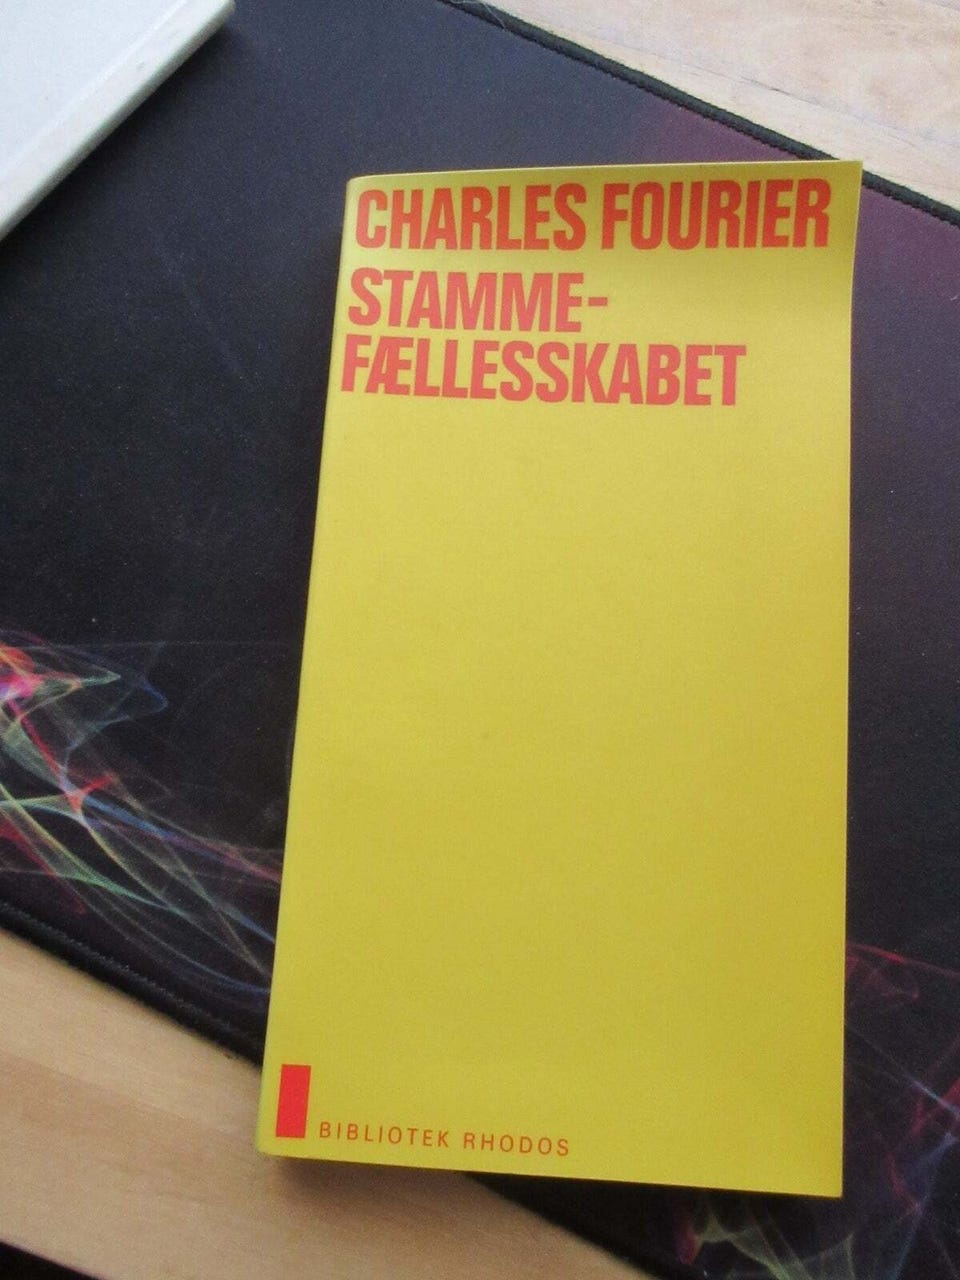 CHARLES FOURIER
STAMME-
FÆLLESSKABET
BIBLIOTEK RHODOS